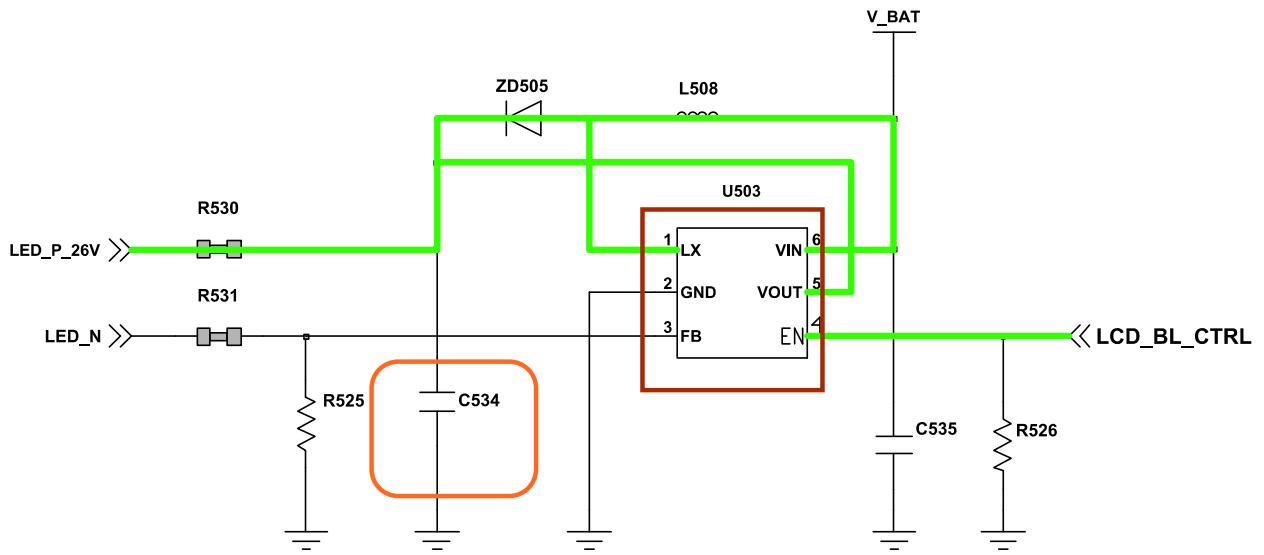 V_BAT
ZD505
L508
U503
R530
LED_P_26V
1
LX
VIN
6
R531
2
GND
VOUT
5
LED_N
3
FB
EN
4
LCD_BL_CTRL
R525
C534
C535
R526